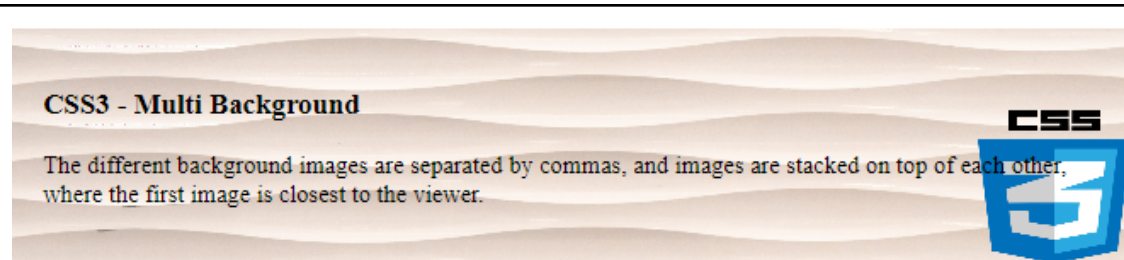 CSS3 - Multi Background
CSS
The different background images are separated by commas, and images are stacked on top of each other,
where the first image is closest to the viewer.
3